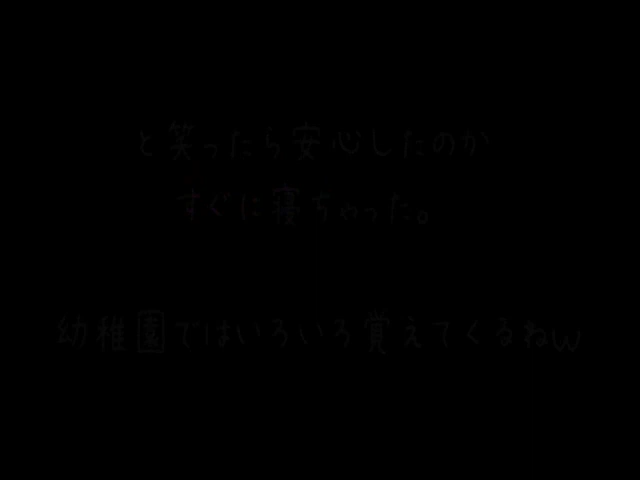 と笑ったら安心したのか
すぐに寝ちゃった。
幼稚園ではいろいろ覚えてくるねw